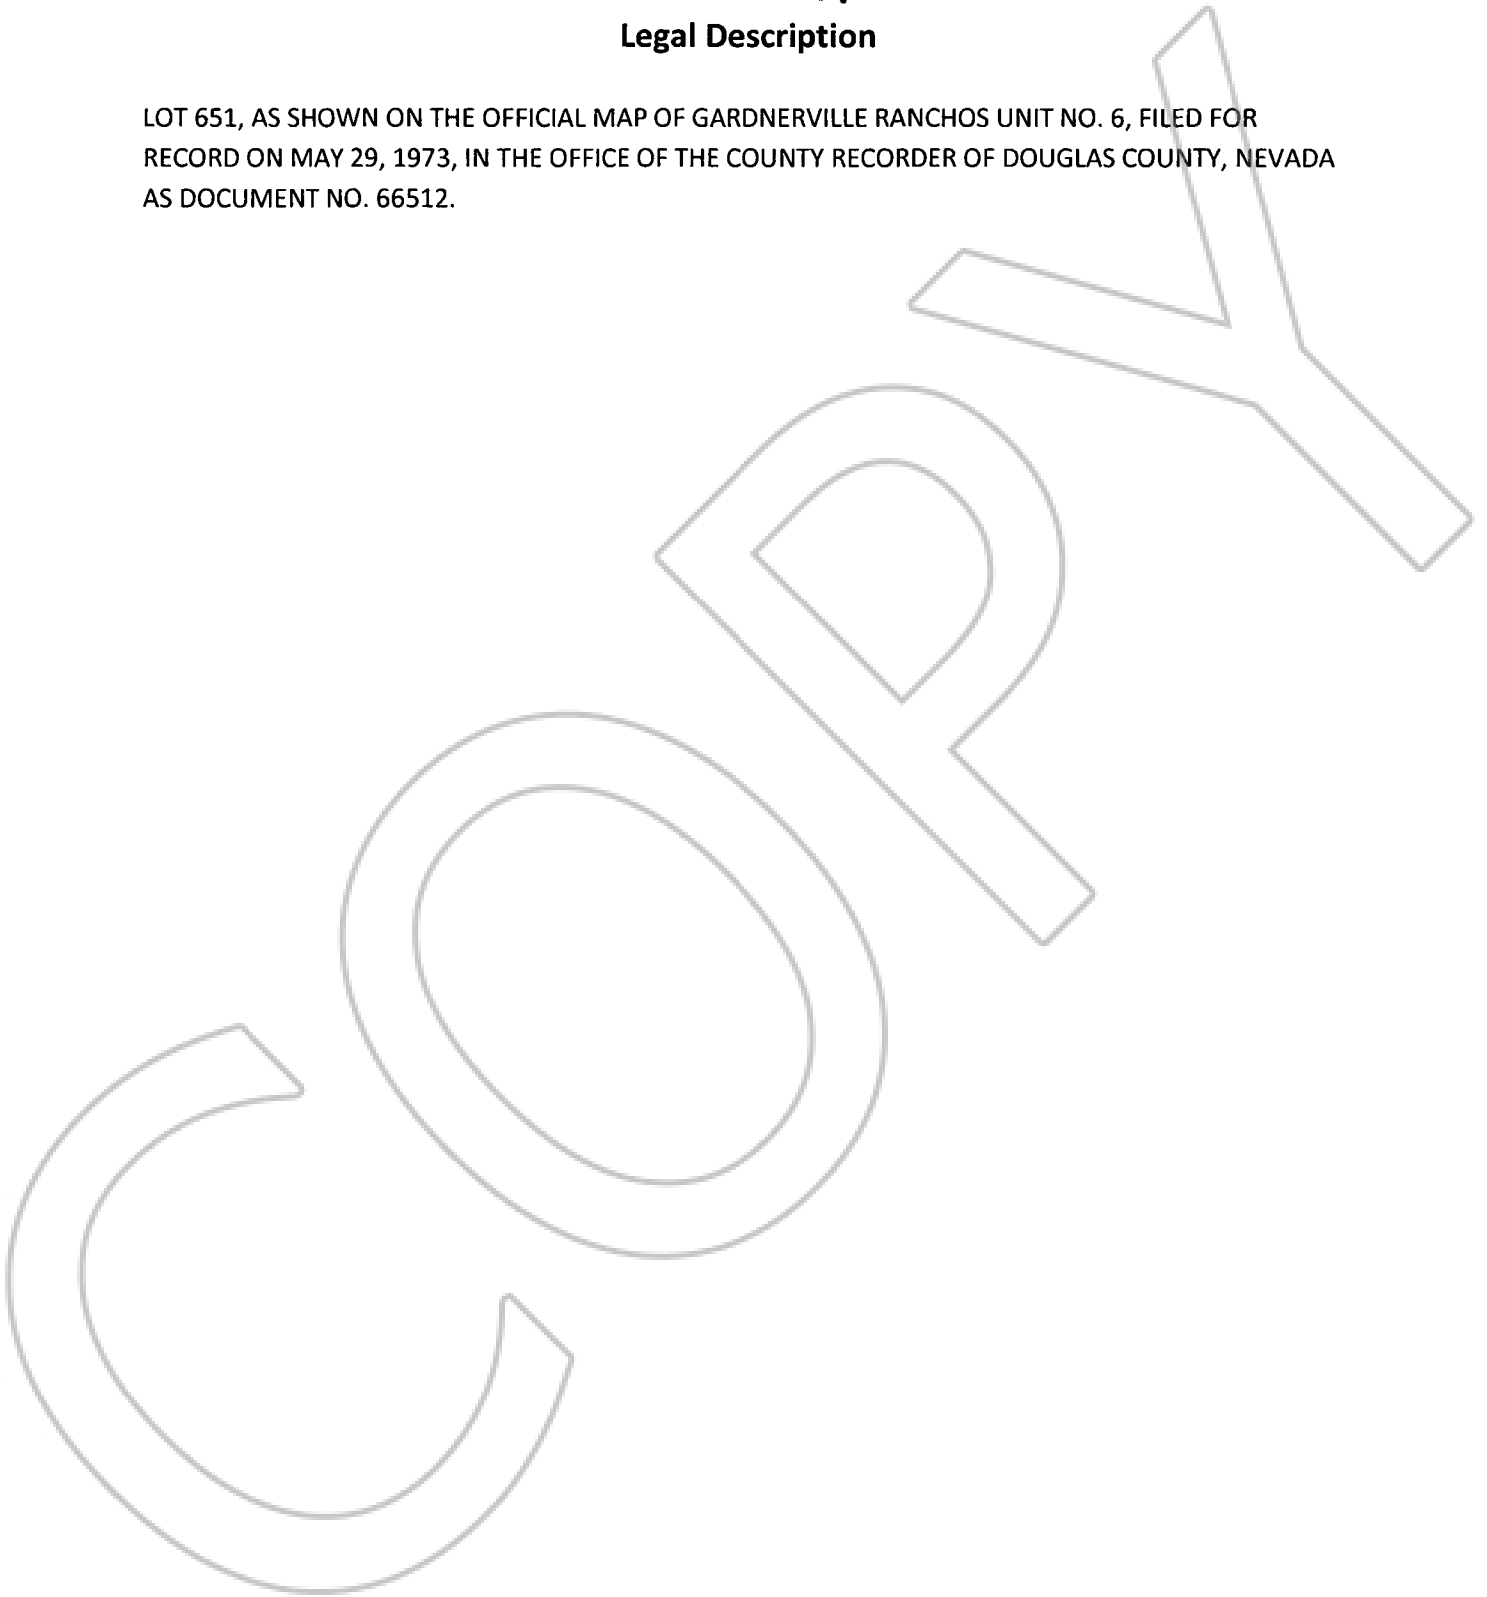 Legal Description
LOT 651, AS SHOWN ON THE OFFICIAL MAP OF GARDNERVILLE RANCHOS UNIT NO. 6, FILED FOR
RECORD ON MAY 29, 1973, IN THE OFFICE OF THE COUNTY RECORDER OF DOUGLAS COUNTY, NEVADA
AS DOCUMENT NO. 66512.
COPY